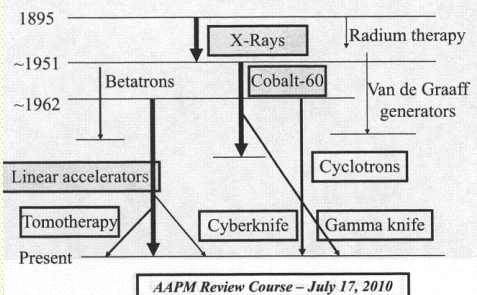 1895
X-Rays
Radium therapy
~1951
Betatrons
Cobalt-60
Van de Graaff
generators
~1962
Cyclotrons
Linear accelerators
Tomotherapy
Cyberknife
Gamma knife
Present
AAPM Review Course – July 17, 2010